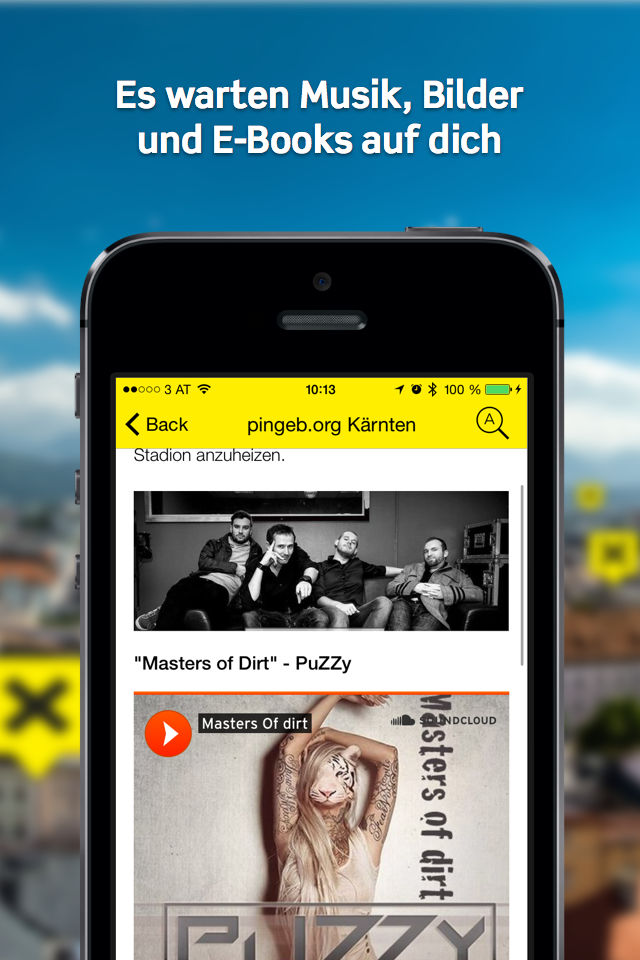 Es warten Musik, Bilder
und E-Books auf dich
3 AT 10:13 100 %
Back pingeb.org Kärnten A
Stadion anzuheizen.
"Masters of Dirt" - PuZZy
Masters Of dirt SOUNDCLOUD
Masters of dirt
PUZZY